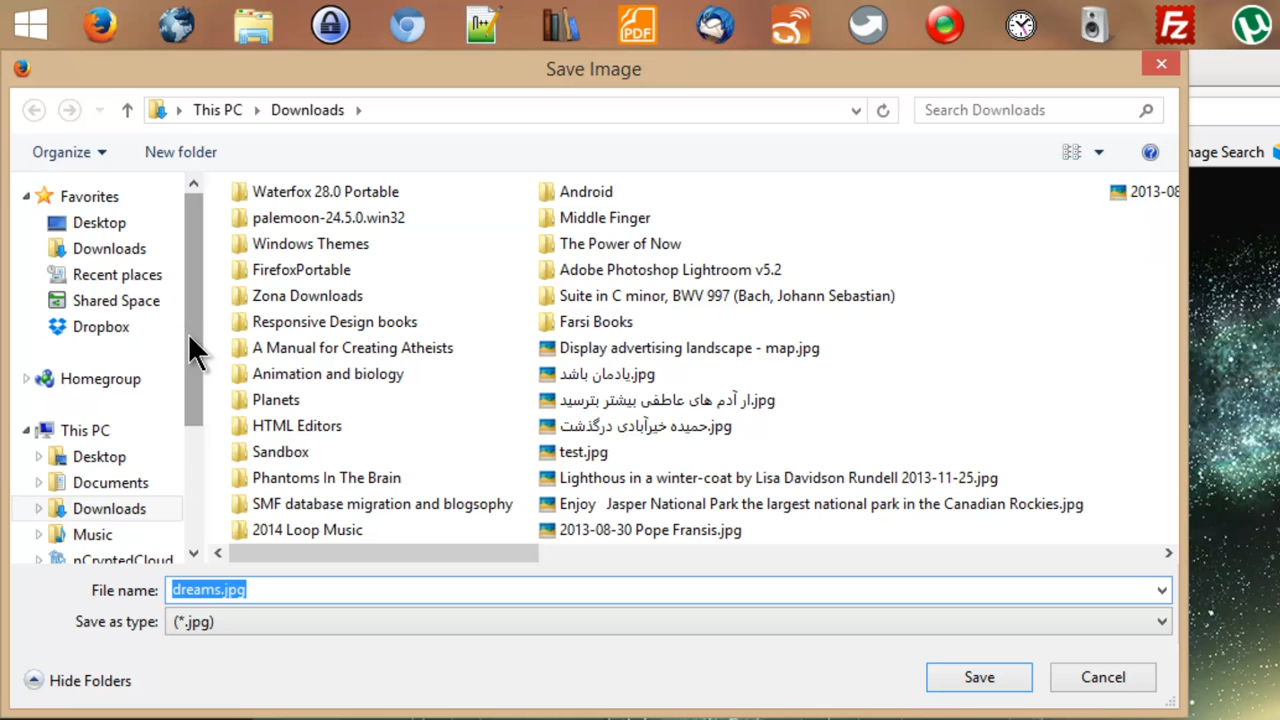 n++
PDF
FZ
µ
Save Image
This PC
Downloads
Search Downloads
Organize
New folder
mage Search
Favorites
Desktop
Downloads
Recent places
Shared Space
Dropbox
Homegroup
This PC
Desktop
Documents
Downloads
Music
nCryptedCloud
Waterfox 28.0 Portable
palemoon-24.5.0.win32
Windows Themes
FirefoxPortable
Zona Downloads
Responsive Design books
A Manual for Creating Atheists
Animation and biology
Planets
HTML Editors
Sandbox
Phantoms In The Brain
SMF database migration and blogsophy
2014 Loop Music
Android
Middle Finger
The Power of Now
Adobe Photoshop Lightroom v5.2
Suite in C minor, BWV 997 (Bach, Johann Sebastian)
Farsi Books
Display advertising landscape - map.jpg
یادمان باشد.jpg
ار آدم های عاطفی بیشتر بترسید.jpg
حمیده خیرآبادی درگذشت.jpg
test.jpg
Lighthous in a winter-coat by Lisa Davidson Rundell 2013-11-25.jpg
Enjoy Jasper National Park the largest national park in the Canadian Rockies.jpg
2013-08-30 Pope Fransis.jpg
2013-08
File name:
dreams.jpg
Save as type:
(*.jpg)
Hide Folders
Save
Cancel